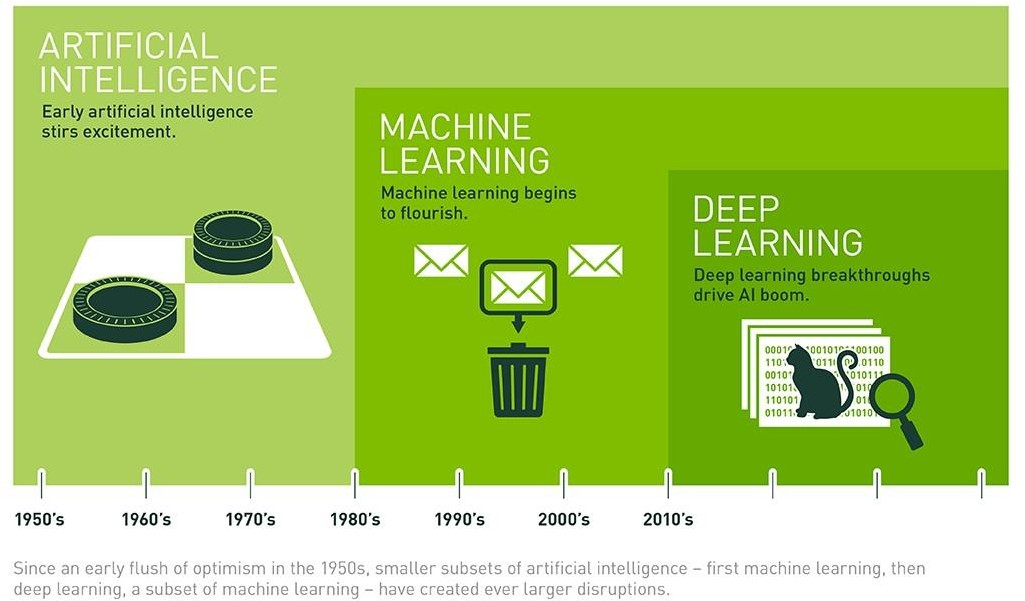 ARTIFICIAL
INTELLIGENCE
Early artificial intelligence
stirs excitement.
MACHINE
LEARNING
Machine learning begins
to flourish.
DEEP
LEARNING
Deep learning breakthroughs
drive AI boom.
1950's
1960's
1970's
1980's
1990's
2000's
2010's
Since an early flush of optimism in the 1950s, smaller subsets of artificial intelligence – first machine learning, then
deep learning, a subset of machine learning – have created ever larger disruptions.